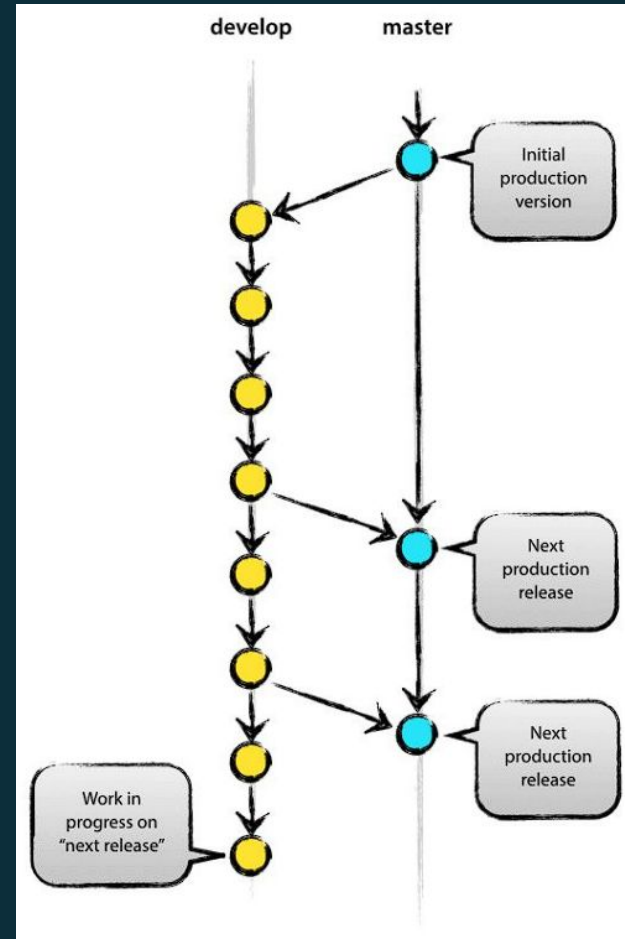 develop
master
Initial
production
version
Next
production
release
Next
production
release
Work in
progress on
“next release”